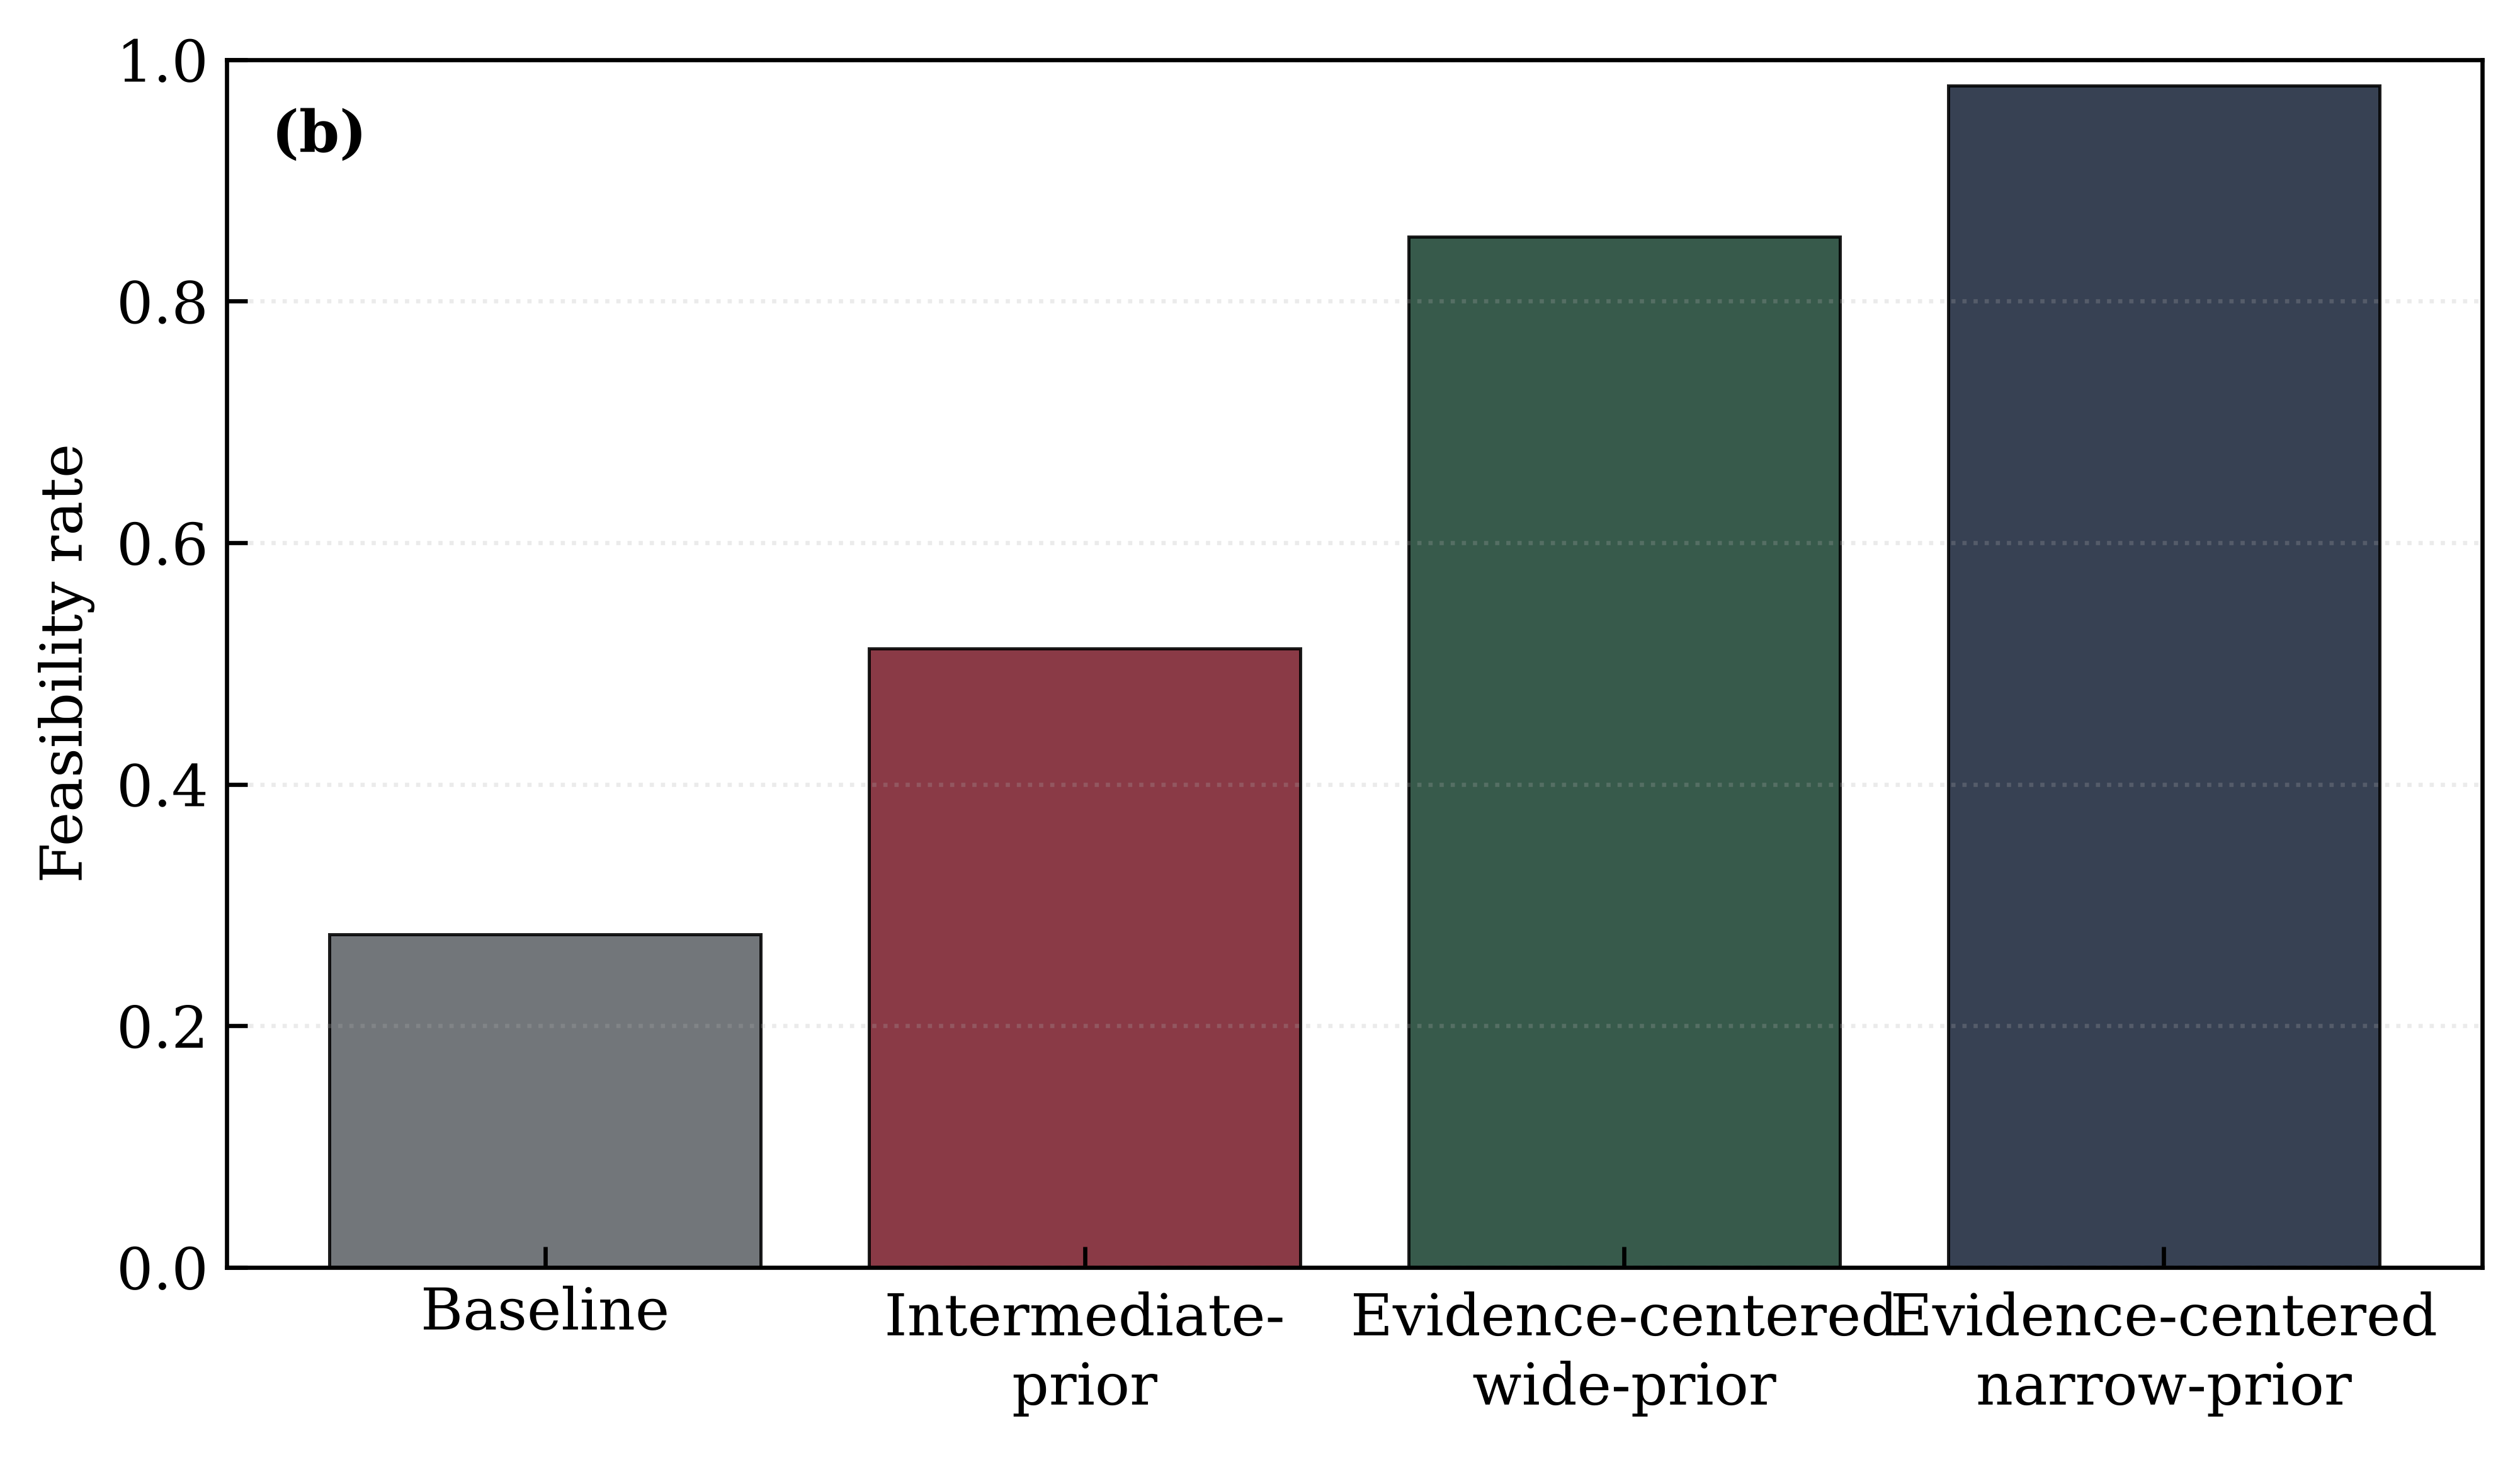 (b)
Feasibility rate
1.0
0.8
0.6
0.4
0.2
0.0
Baseline
Intermediate-
prior
Evidence-centered
wide-prior
Evidence-centered
narrow-prior